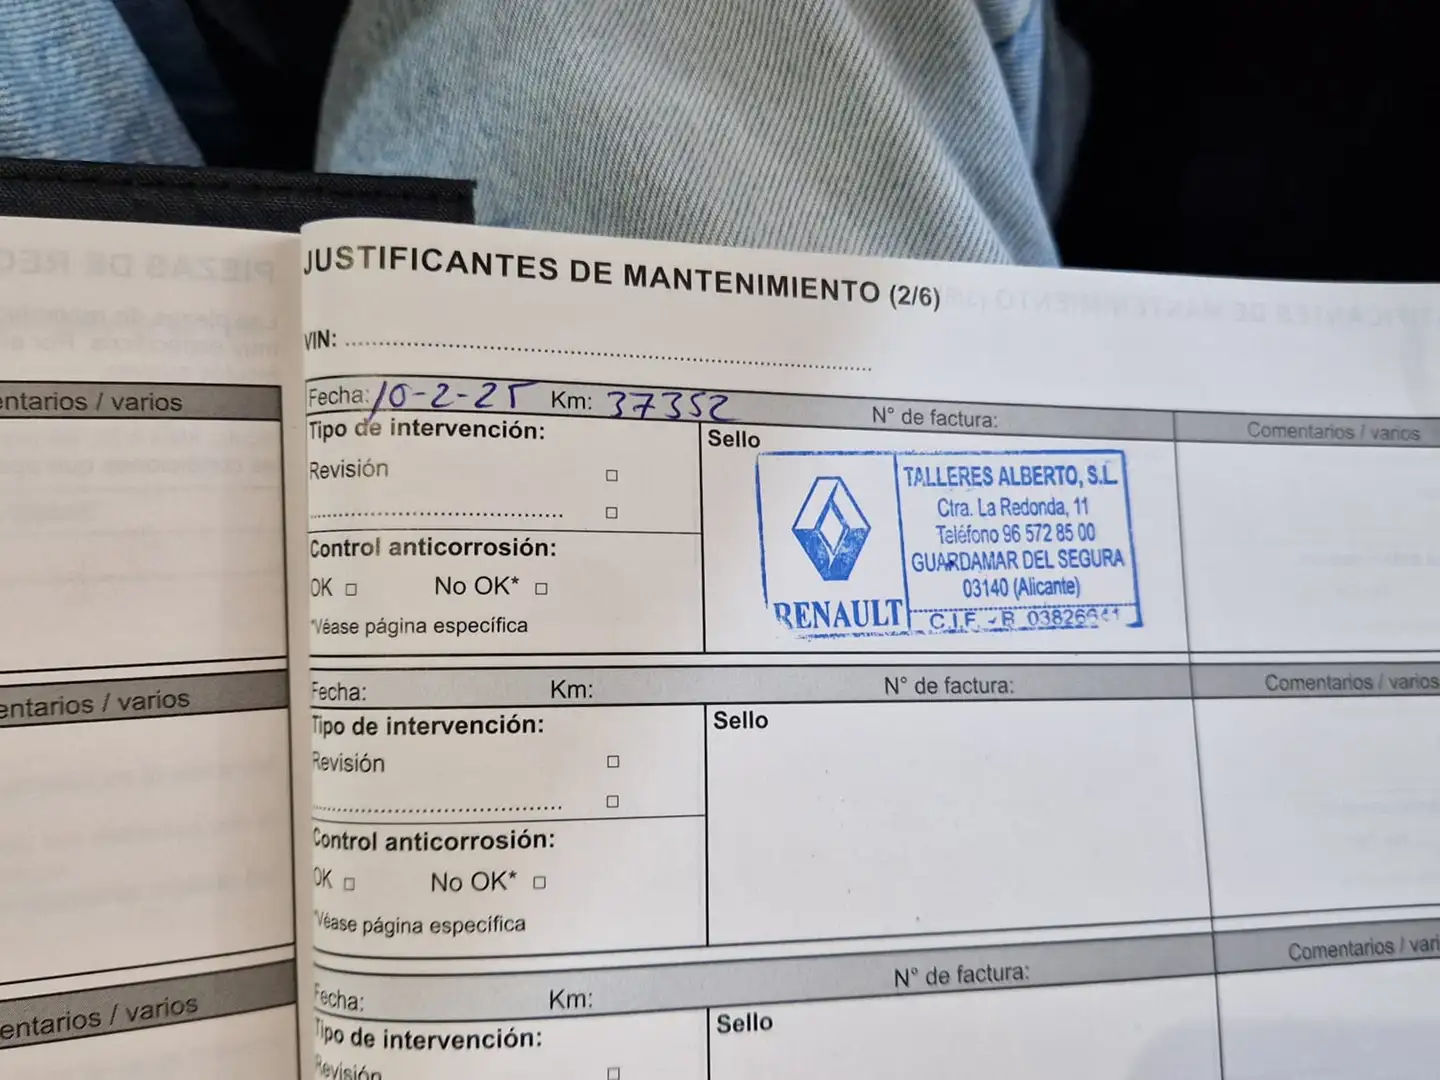 JUSTIFICANTES DE MANTENIMIENTO (2/6)
VIN:
Fecha: 10-2-25 Km: 37352 N° de factura: Comentarios / varios
Tipo de intervención:
Revisión
Control anticorrosión:
OK No OK*
*Véase página específica
Sello
RENAULT
TALLERES ALBERTO, S.L.
Ctra. La Redonda, 11
Teléfono 96 572 85 00
GUARDAMAR DEL SEGURA
03140 (Alicante)
C.I.F. - B
Fecha: Km: N° de factura: Comentarios / varios
Tipo de intervención:
Revisión
Control anticorrosión:
OK No OK*
*Véase página específica
Sello
Fecha: Km: N° de factura: Comentarios / vari
Tipo de intervención:
Revisión
Sello
entarios / varios
entarios / varios
entarios / varios